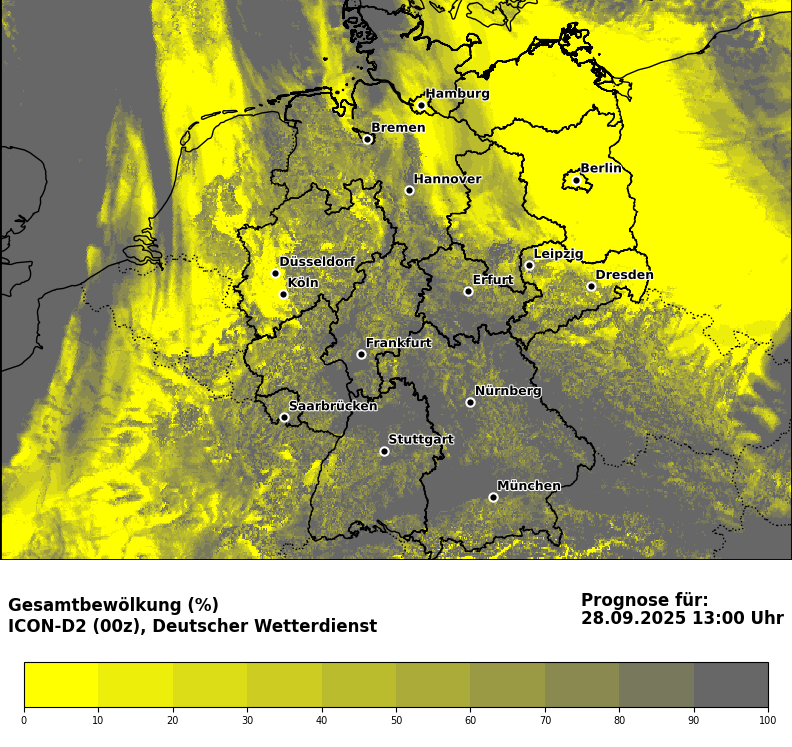 Hamburg
Bremen
Berlin
Hannover
Leipzig
Düsseldorf
Dresden
Köln
Erfurt
Frankfurt
Nürnberg
Saarbrücken
Stuttgart
München
Gesamtbewölkung (%)
ICON-D2 (00z), Deutscher Wetterdienst
Prognose für:
28.09.2025 13:00 Uhr
0 10 20 30 40 50 60 70 80 90 100